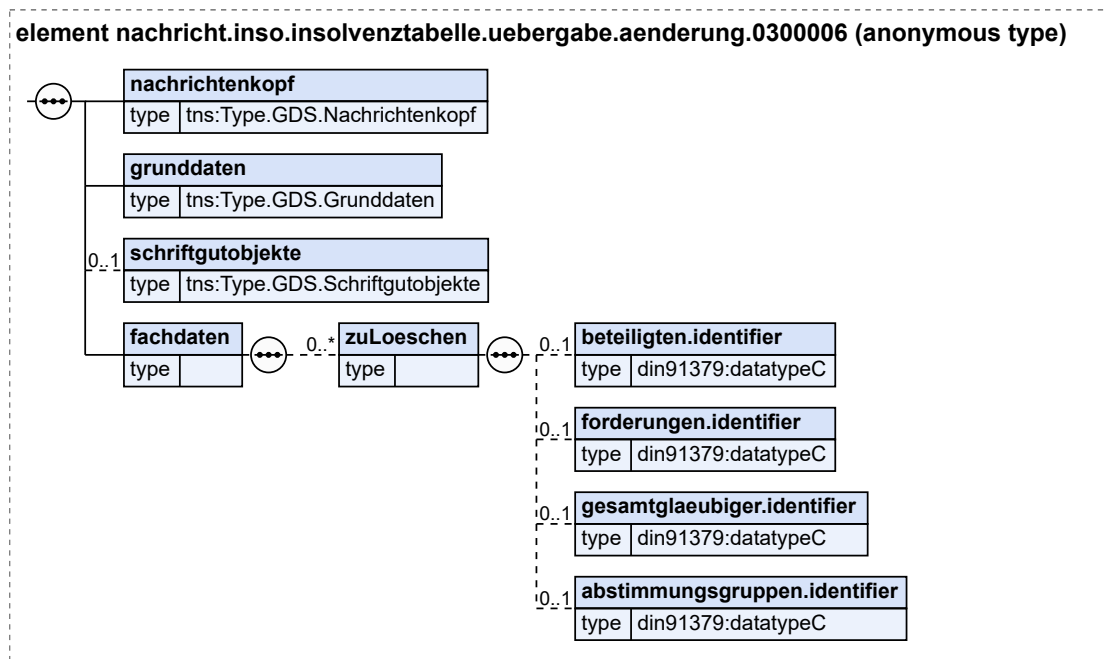 element nachricht.inso.insolvenztabelle.uebergabe.aenderung.0300006 (anonymous type)
nachrichtenkopf
type tns:Type.GDS.Nachrichtenkopf
grunddaten
type tns:Type.GDS.Grunddaten
0..1 schriftgutobjekte
type tns:Type.GDS.Schriftgutobjekte
fachdaten
type
0..* zuLoeschen
type
0..1 beteiligten.identifier
type din91379:datatypeC
0..1 forderungen.identifier
type din91379:datatypeC
0..1 gesamtglaeubiger.identifier
type din91379:datatypeC
0..1 abstimmungsgruppen.identifier
type din91379:datatypeC